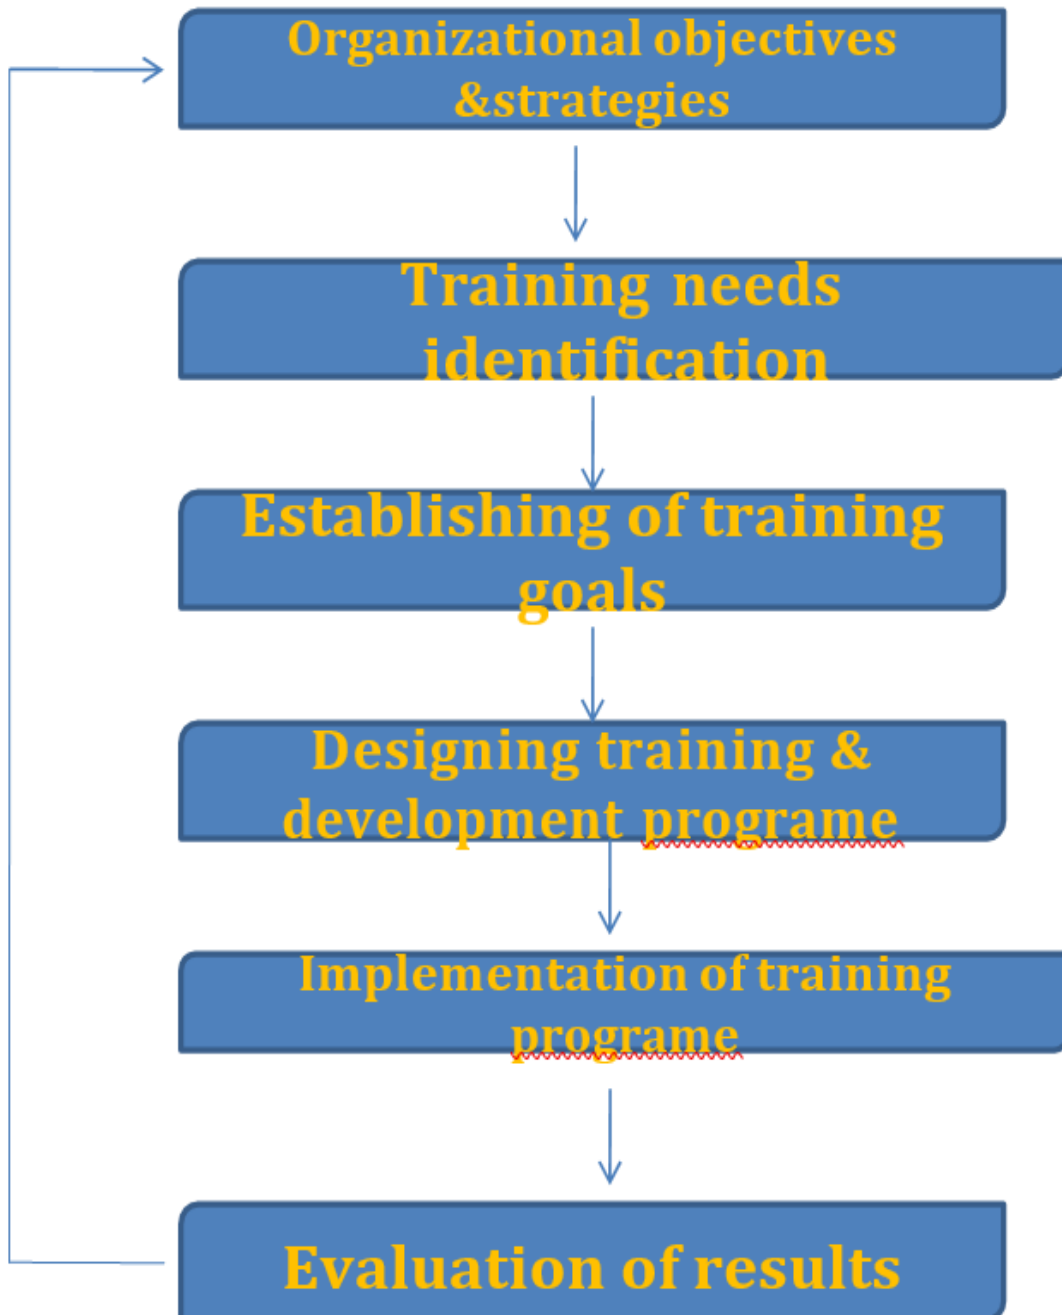 Organizational objectives
&strategies
Training needs
identification
Establishing of training
goals
Designing training &
development programe
Implementation of training
programe
Evaluation of results